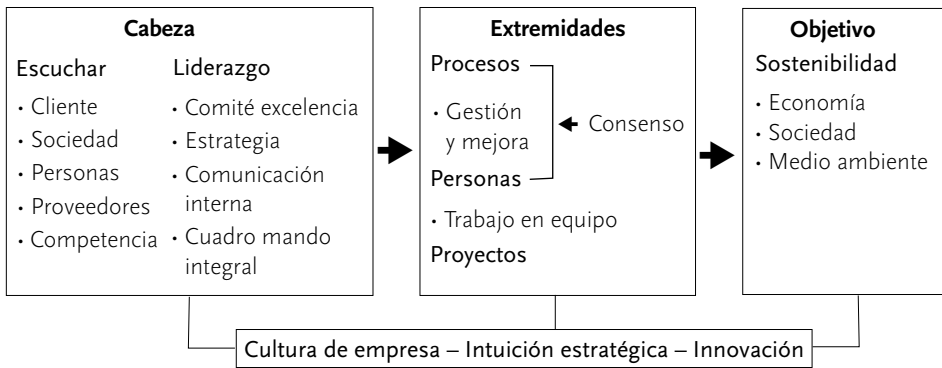 Cabeza
Escuchar
• Cliente
• Sociedad
• Personas
• Proveedores
• Competencia
Liderazgo
• Comité excelencia
• Estrategia
• Comunicación
interna
• Cuadro mando
integral
Extremidades
Procesos
• Gestión
y mejora
Consenso
Personas
• Trabajo en equipo
Proyectos
Objetivo
Sostenibilidad
• Economía
• Sociedad
• Medio ambiente
Cultura de empresa – Intuición estratégica – Innovación